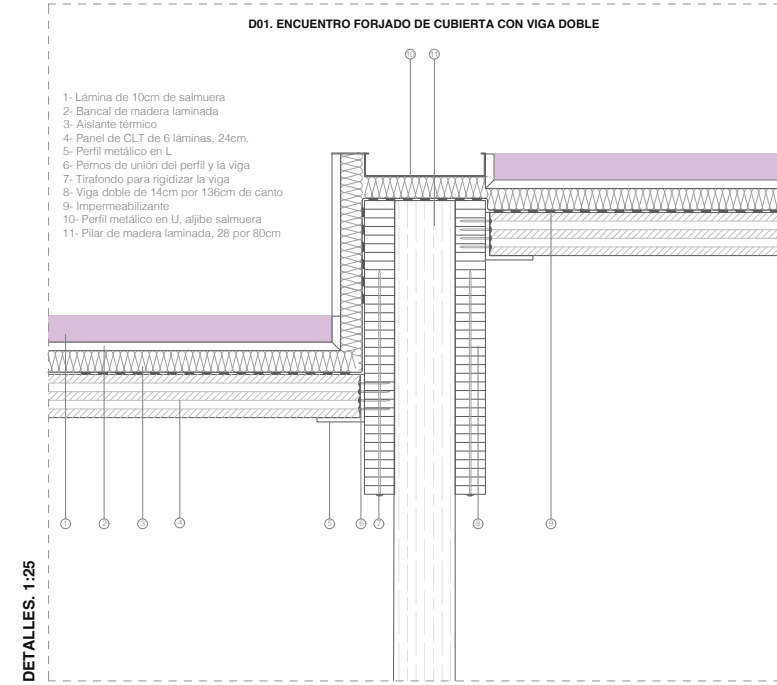 D01. ENCUENTRO FORJADO DE CUBIERTA CON VIGA DOBLE
10 11
1- Lámina de 10cm de salmuera
2- Bancal de madera laminada
3- Aislante térmico
4- Panel de CLT de 6 láminas, 24cm.
5- Perfil metálico en L
6- Pernos de unión del perfil y la viga
7- Tirafondo para rigidizar la viga
8- Viga doble de 14cm por 136cm de canto
9- Impermeabilizante
10- Perfil metálico en U, aljibe salmuera
11- Pilar de madera laminada, 28 por 80cm
1 2 3 4 5 6 7 8 9
DETALLES. 1:25